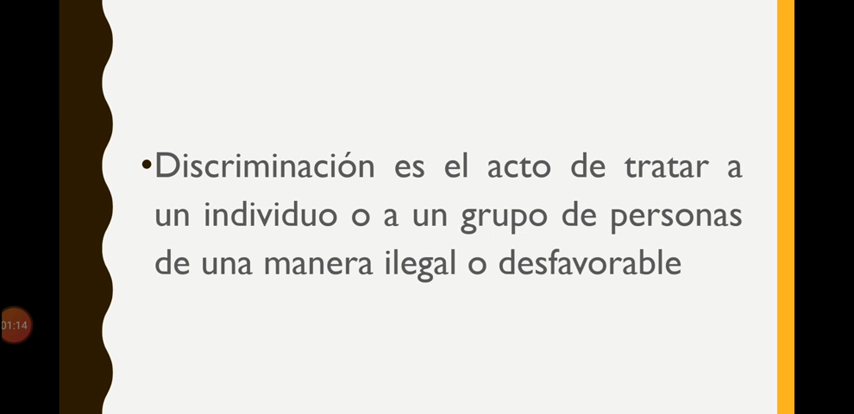 •Discriminación es el acto de tratar a
un individuo o a un grupo de personas
de una manera ilegal o desfavorable
01:14